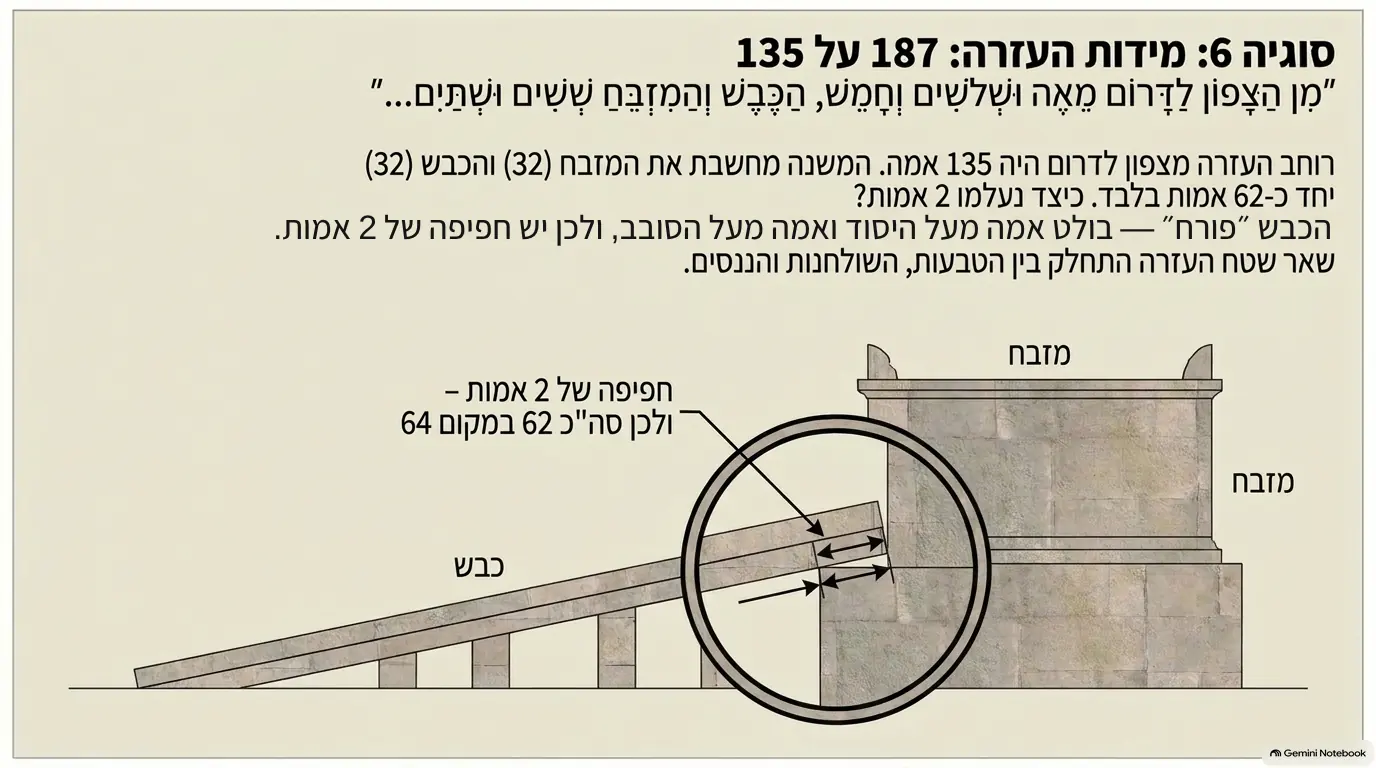 סוגיה 6: מידות העזרה: 187 על 135
"מִן הַצָּפוֹן לַדָּרוֹם מֵאָה וּשְׁלֹשִׁים וְחָמֵשׁ, הַכֶּבֶשׁ וְהַמִּזְבֵּחַ שִׁשִּׁים וּשְׁתַּיִם..."
רוחב העזרה מצפון לדרום היה 135 אמה. המשנה מחשבת את המזבח (32) והכבש (32)
יחד כ-62 אמות בלבד. כיצד נעלמו 2 אמות?
הכבש "פורח" — בולט אמה מעל היסוד ואמה מעל הסובב, ולכן יש חפיפה של 2 אמות.
שאר שטח העזרה התחלק בין הטבעות, השולחנות והננסים.
מזבח
חפיפה של 2 אמות –
ולכן סה"כ 62 במקום 64
מזבח
כבש
Gemini Notebook